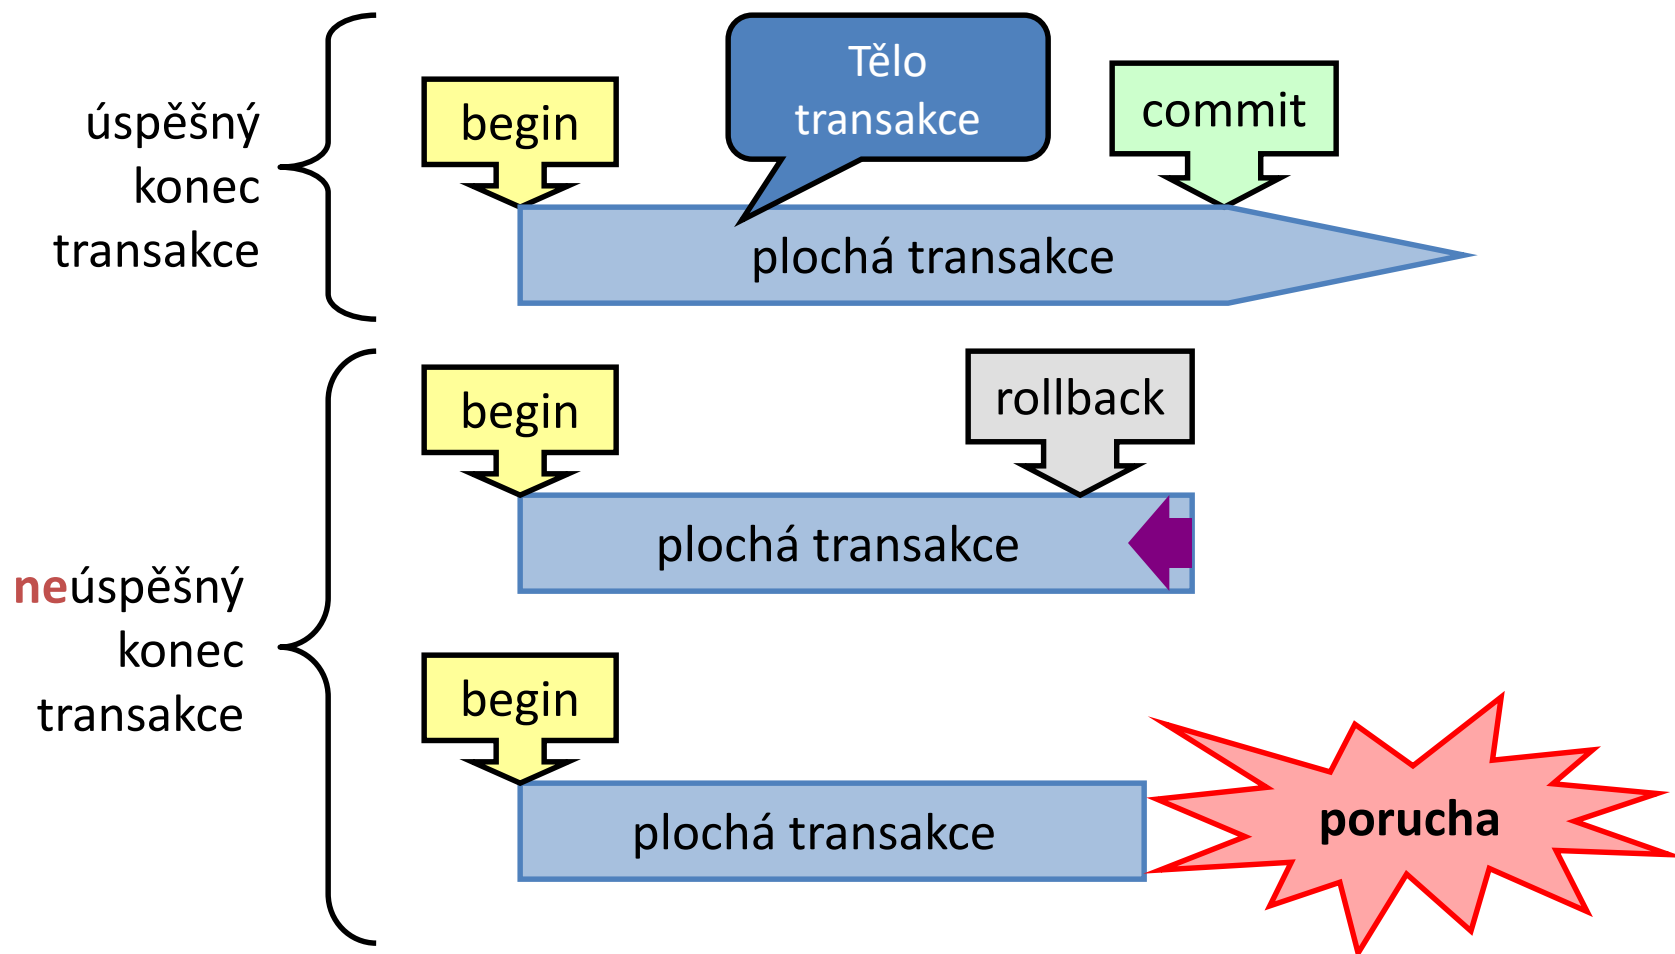 úspěšný
konec
transakce
begin
Tělo
transakce
commit
plochá transakce
neúspěšný
konec
transakce
begin
rollback
plochá transakce
begin
plochá transakce
porucha